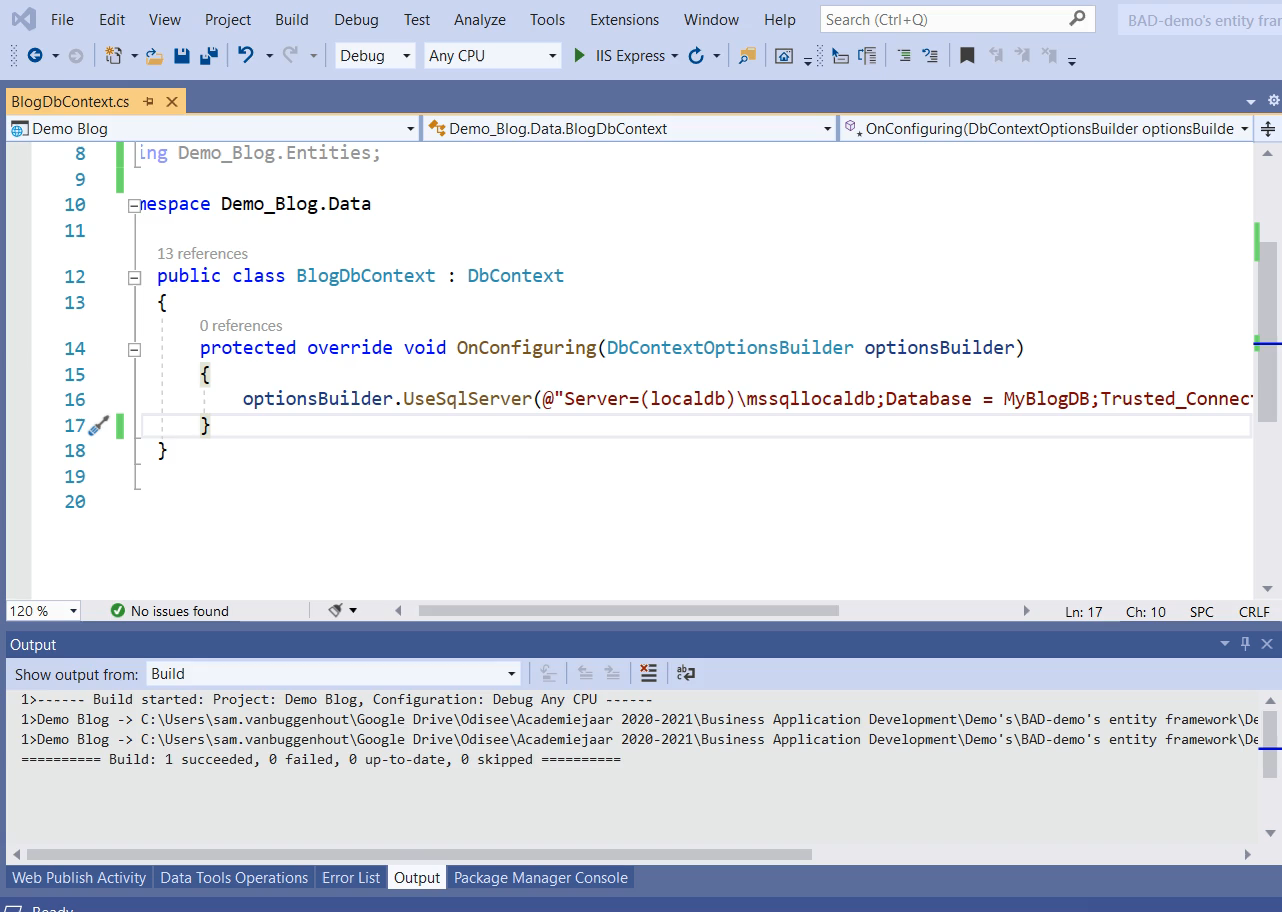 File Edit View Project Build Debug Test Analyze Tools Extensions Window Help Search (Ctrl+Q) BAD-demo's entity fra
Debug Any CPU IIS Express
BlogDbContext.cs
Demo Blog Demo_Blog.Data.BlogDbContext OnConfiguring(DbContextOptionsBuilder optionsBuilde
8 ing Demo_Blog.Entities;
9
10 mespace Demo_Blog.Data
11
13 references
12 public class BlogDbContext : DbContext
13 {
0 references
14 protected override void OnConfiguring(DbContextOptionsBuilder optionsBuilder)
15 {
16 optionsBuilder.UseSqlServer(@"Server=(localdb)\mssqllocaldb;Database = MyBlogDB;Trusted_Connec
17 }
18 }
19
20
120 % No issues found Ln: 17 Ch: 10 SPC CRLF
Output
Show output from: Build
1>------ Build started: Project: Demo Blog, Configuration: Debug Any CPU ------
1>Demo Blog -> C:\Users\sam.vanbuggenhout\Google Drive\Odisee\Academiejaar 2020-2021\Business Application Development\Demo's\BAD-demo's entity framework\De
1>Demo Blog -> C:\Users\sam.vanbuggenhout\Google Drive\Odisee\Academiejaar 2020-2021\Business Application Development\Demo's\BAD-demo's entity framework\De
========== Build: 1 succeeded, 0 failed, 0 up-to-date, 0 skipped ==========
Web Publish Activity Data Tools Operations Error List Output Package Manager Console
Ready